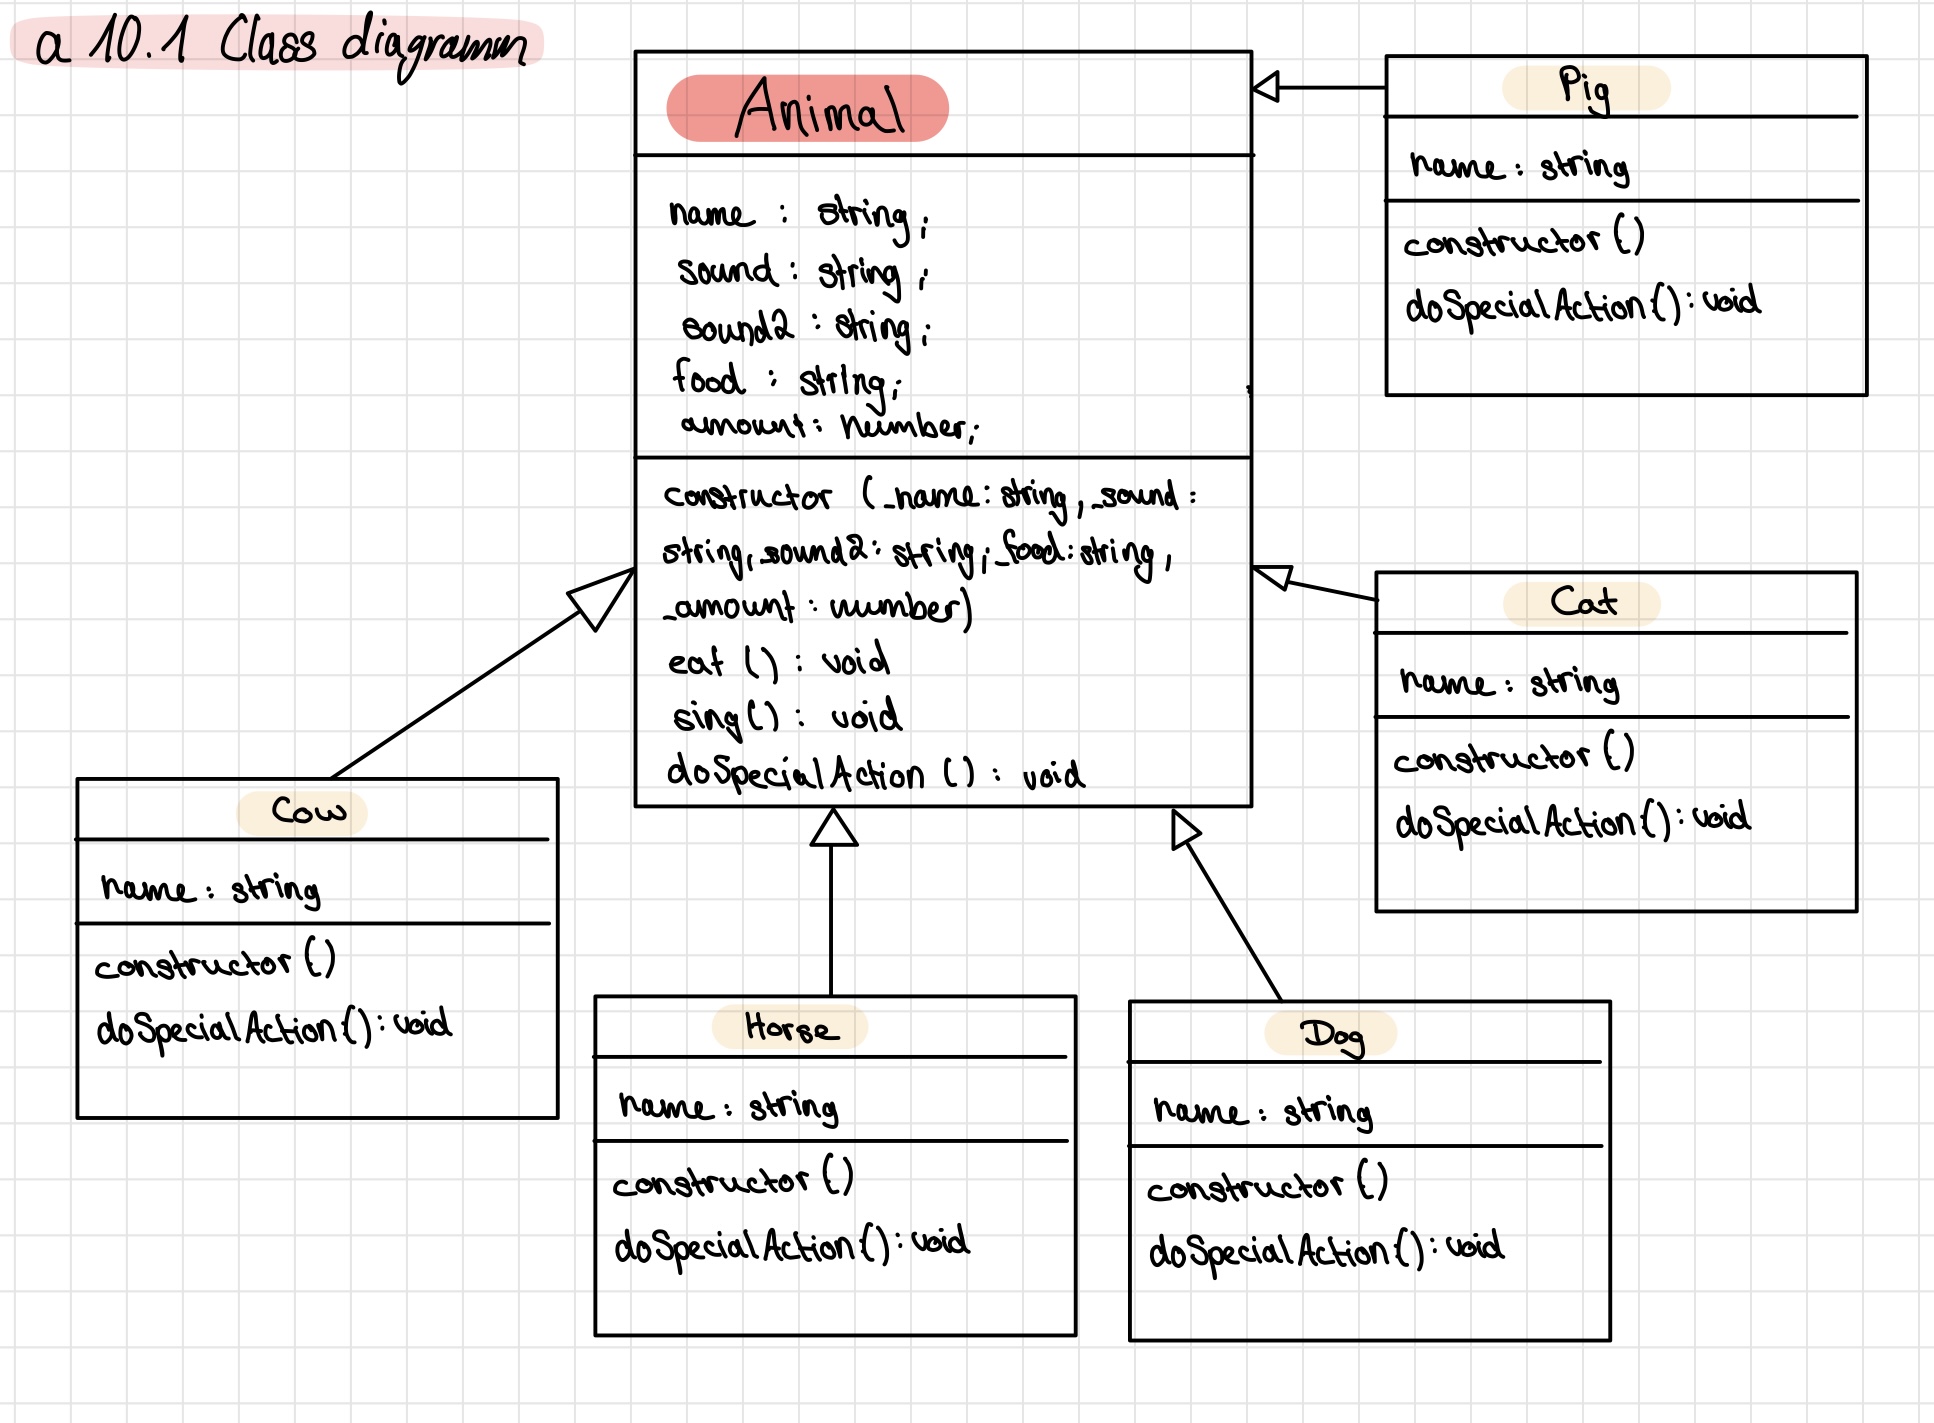 a 10.1 Class diagramm
Animal
name : string;
sound : string;
sound2 : string;
food : string;
amount : number;
constructor (_name: string, _sound:
string, _sound2: string; _food: string,
_amount : number)
eat () : void
sing() : void
doSpecialAction () : void
Pig
name : string
constructor ()
doSpecialAction() : void
Cat
name : string
constructor ()
doSpecialAction() : void
Cow
name : string
constructor ()
doSpecialAction() : void
Horse
name : string
constructor ()
doSpecialAction() : void
Dog
name : string
constructor ()
doSpecialAction() : void